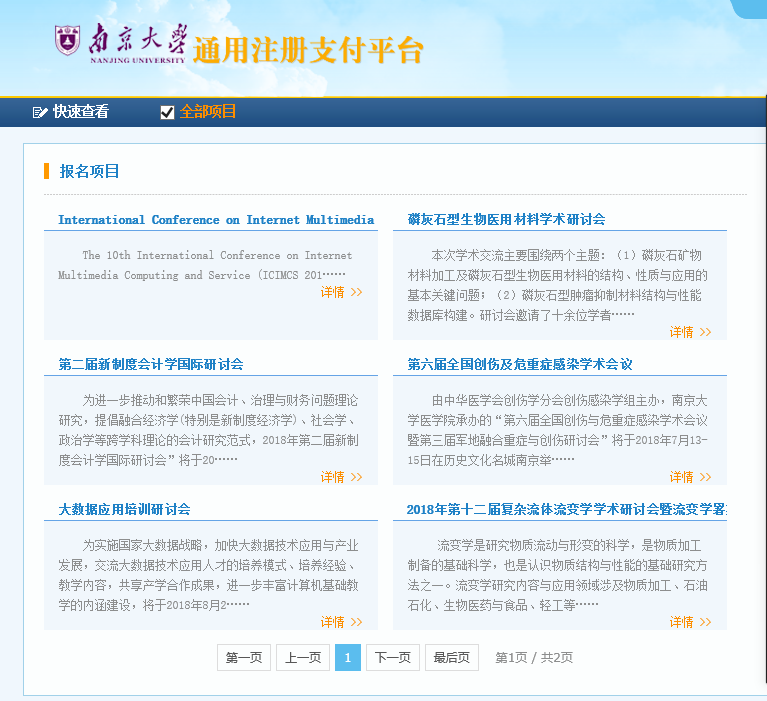 南京大学
NANJING UNIVERSITY
通用注册支付平台
快速查看
全部项目
报名项目
International Conference on Internet Multimedia
The 10th International Conference on Internet
Multimedia Computing and Service (ICIMCS 201……
详情 >>
磷灰石型生物医用材料学术研讨会
本次学术交流主要围绕两个主题：（1）磷灰石矿物
材料加工及磷灰石型生物医用材料的结构、性质与应用的
基本关键问题；（2）磷灰石型肿瘤抑制材料结构与性能
数据库构建。研讨会邀请了十余位学者……
详情 >>
第二届新制度会计学国际研讨会
为进一步推动和繁荣中国会计、治理与财务问题理论
研究，提倡融合经济学(特别是新制度经济学)、社会学、
政治学等跨学科理论的会计研究范式，2018年第二届新制
度会计学国际研讨会”将于20……
详情 >>
第六届全国创伤及危重症感染学术会议
由中华医学会创伤学分会创伤感染学组主办，南京大
学医学院承办的“第六届全国创伤与危重症感染学术会议
暨第三届军地融合重症与创伤研讨会”将于2018年7月13-
15日在历史文化名城南京举……
详情 >>
大数据应用培训研讨会
为实施国家大数据战略，加快大数据技术应用与产业
发展，交流大数据技术应用人才的培养模式、培养经验、
教学内容，共享产学合作成果，进一步丰富计算机基础教
学的内涵建设，将于2018年8月2……
详情 >>
2018年第十二届复杂流体流变学学术研讨会暨流变学署
流变学是研究物质流动与形变的科学，是物质加工
制备的基础科学，也是认识物质结构与性能的基础研究方
法之一。流变学研究内容与应用领域涉及物质加工、石油
石化、生物医药与食品、轻工等……
详情 >>
第一页 上一页 1 下一页 最后页 第1页 / 共2页